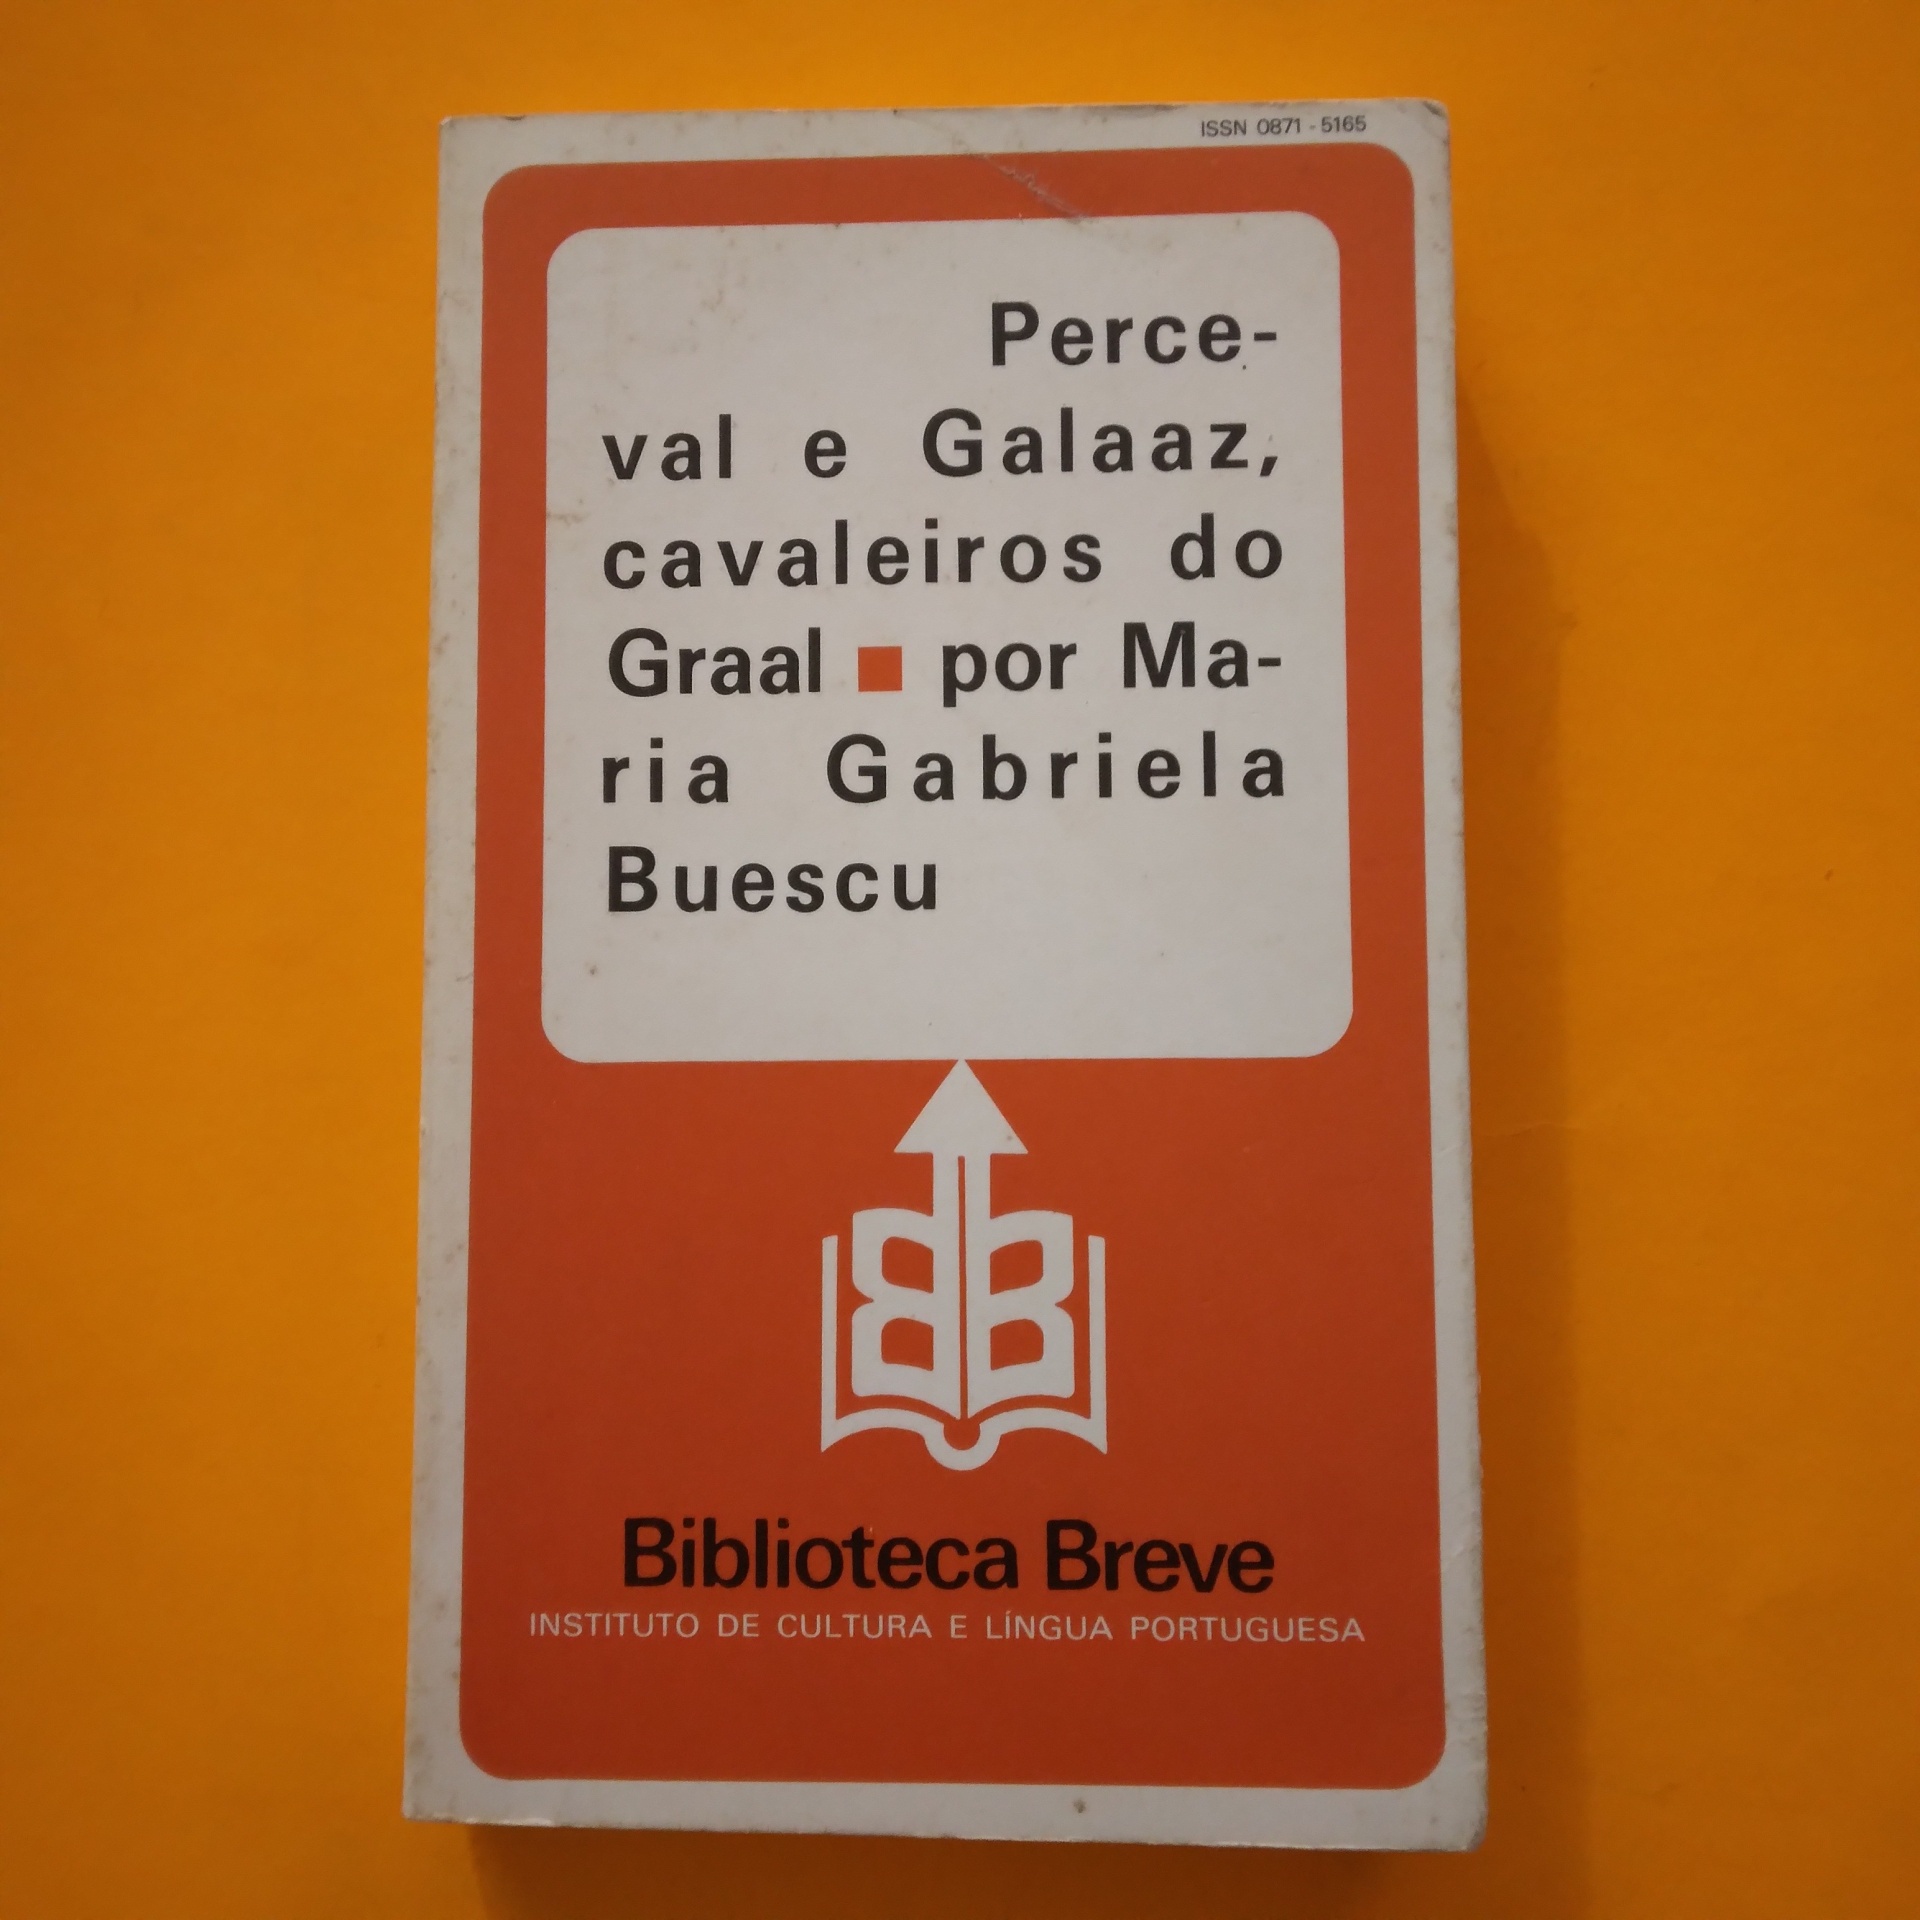 ISSN 0871 - 5165
Perce-
val e Galaaz,
cavaleiros do
Graal ■ por Ma-
ria Gabriela
Buescu
BB
Biblioteca Breve
INSTITUTO DE CULTURA E LÍNGUA PORTUGUESA